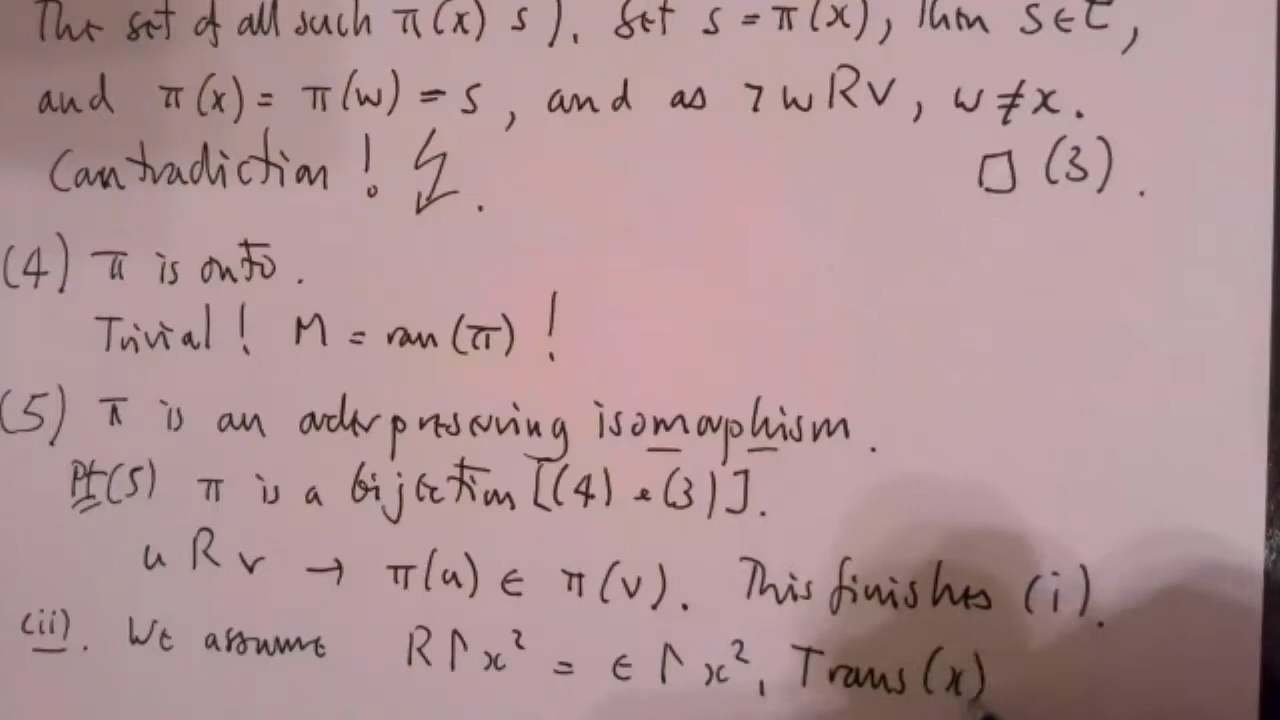 The set of all such π(x) s). Set s = π(x), Then s ∈ t,
and π(x) = π(w) = s, and as ¬wRv, w ≠ x.
Contradiction! ↯.
□ (3).
(4) π is onto.
Trivial! M = ran(π)!
(5) π is an order preserving isomorphism.
Pf(5) π is a bijection [(4) + (3)].
u R v → π(u) ∈ π(v). This finishes (i).
(ii). We assume R↾x² = ∈↾x², Trans(x)